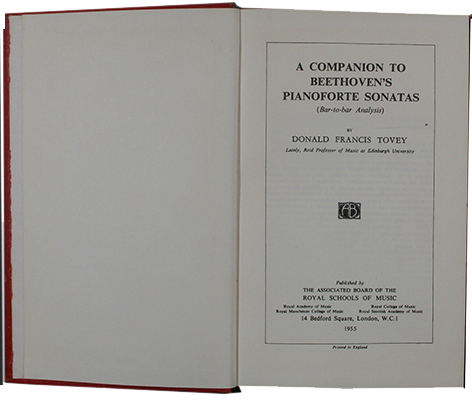 A COMPANION TO
BEETHOVEN'S
PIANOFORTE SONATAS
(Bar-to-bar Analysis)
BY
DONALD FRANCIS TOVEY
Lately, Reid Professor of Music at Edinburgh University
AB
Published by
THE ASSOCIATED BOARD OF THE
ROYAL SCHOOLS OF MUSIC
Royal Academy of Music Royal College of Music
Royal Manchester College of Music Royal Scottish Academy of Music
14 Bedford Square, London, W.C.1
1955
Printed in England